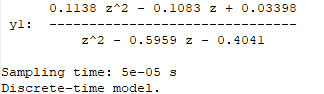 0.1138 z^2 - 0.1083 z + 0.03398
y1: -------------------------------
z^2 - 0.5959 z - 0.4041
Sampling time: 5e-05 s
Discrete-time model.